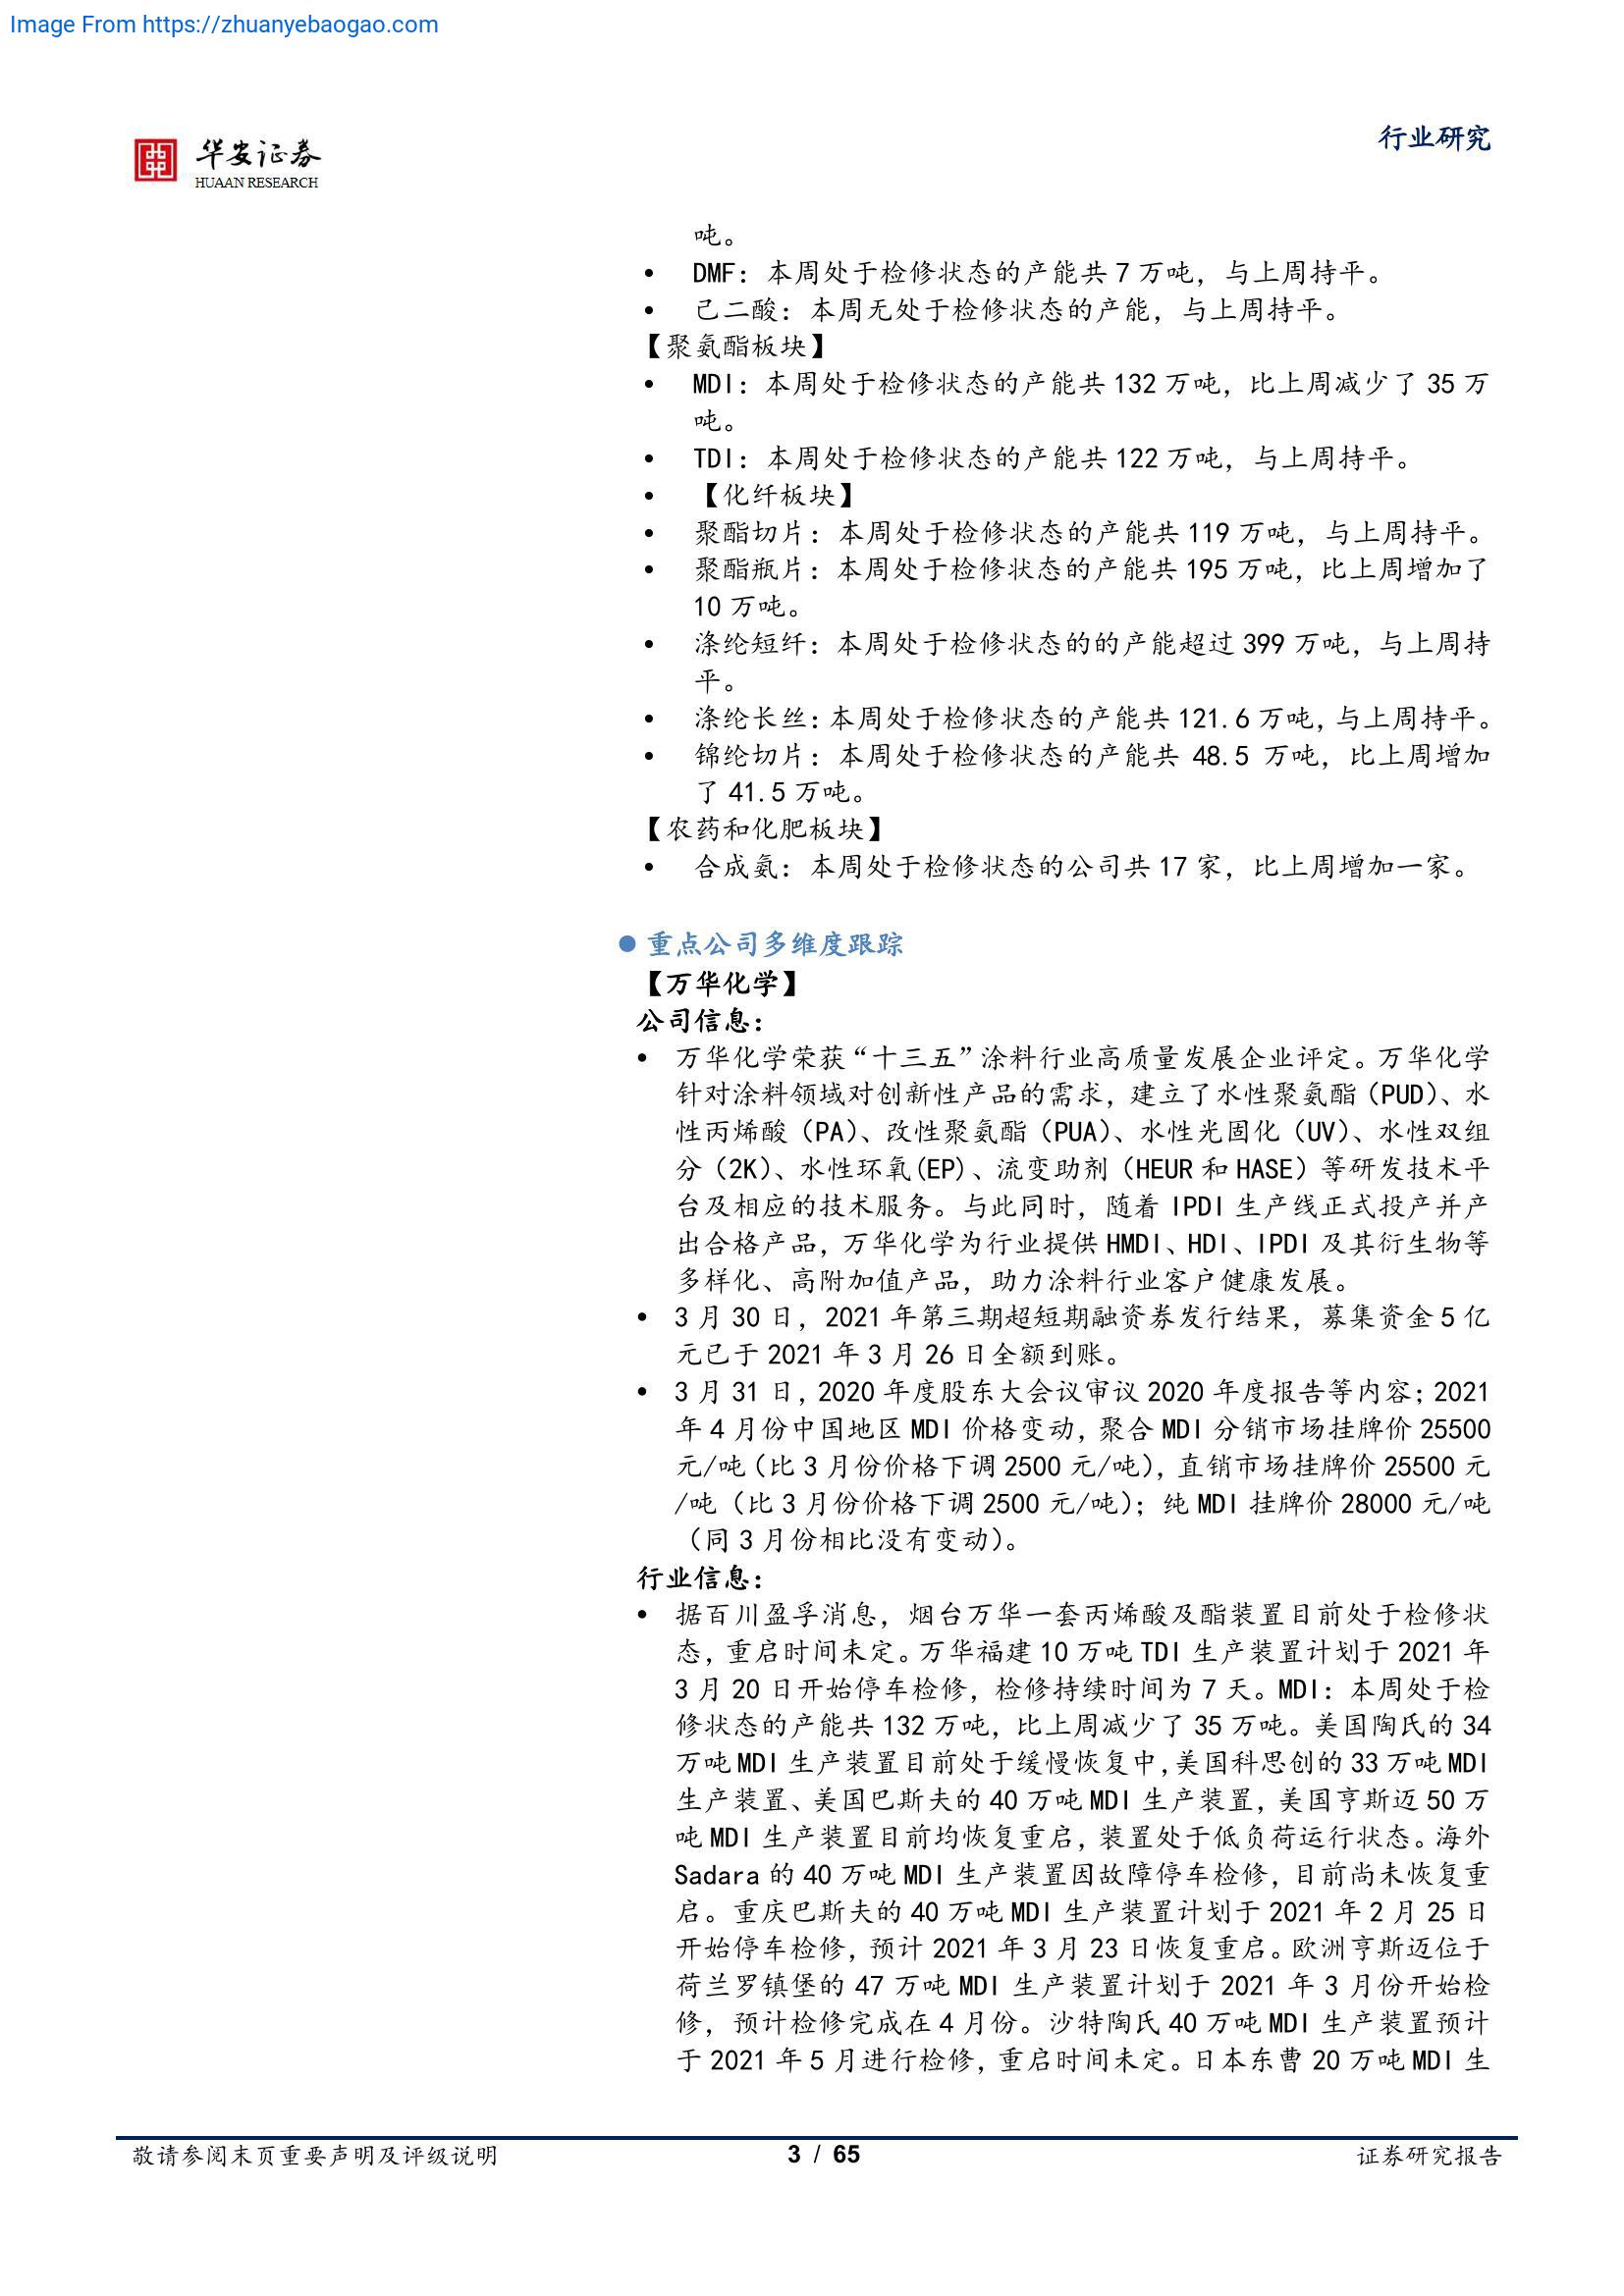 Image From https://zhuanyebaogao.com
华安证券
HUAAN RESEARCH
行业研究
吨。
• DMF：本周处于检修状态的产能共 7 万吨，与上周持平。
• 己二酸：本周无处于检修状态的产能，与上周持平。
【聚氨酯板块】
• MDI：本周处于检修状态的产能共 132 万吨，比上周减少了 35 万
吨。
• TDI：本周处于检修状态的产能共 122 万吨，与上周持平。
• 【化纤板块】
• 聚酯切片：本周处于检修状态的产能共 119 万吨，与上周持平。
• 聚酯瓶片：本周处于检修状态的产能共 195 万吨，比上周增加了
10 万吨。
• 涤纶短纤：本周处于检修状态的的产能超过 399 万吨，与上周持
平。
• 涤纶长丝：本周处于检修状态的产能共 121.6 万吨，与上周持平。
• 锦纶切片：本周处于检修状态的产能共 48.5 万吨，比上周增加
了 41.5 万吨。
【农药和化肥板块】
• 合成氨：本周处于检修状态的公司共 17 家，比上周增加一家。
● 重点公司多维度跟踪
【万华化学】
公司信息：
• 万华化学荣获“十三五”涂料行业高质量发展企业评定。万华化学
针对涂料领域对创新性产品的需求，建立了水性聚氨酯（PUD）、水
性丙烯酸（PA）、改性聚氨酯（PUA）、水性光固化（UV）、水性双组
分（2K）、水性环氧(EP)、流变助剂（HEUR 和 HASE）等研发技术平
台及相应的技术服务。与此同时，随着 IPDI 生产线正式投产并产
出合格产品，万华化学为行业提供 HMDI、HDI、IPDI 及其衍生物等
多样化、高附加值产品，助力涂料行业客户健康发展。
• 3 月 30 日，2021 年第三期超短期融资券发行结果，募集资金 5 亿
元已于 2021 年 3 月 26 日全额到账。
• 3 月 31 日，2020 年度股东大会议审议 2020 年度报告等内容；2021
年 4 月份中国地区 MDI 价格变动，聚合 MDI 分销市场挂牌价 25500
元/吨（比 3 月份价格下调 2500 元/吨），直销市场挂牌价 25500 元
/吨（比 3 月份价格下调 2500 元/吨）；纯 MDI 挂牌价 28000 元/吨
（同 3 月份相比没有变动）。
行业信息：
• 据百川盈孚消息，烟台万华一套丙烯酸及酯装置目前处于检修状
态，重启时间未定。万华福建 10 万吨 TDI 生产装置计划于 2021 年
3 月 20 日开始停车检修，检修持续时间为 7 天。MDI：本周处于检
修状态的产能共 132 万吨，比上周减少了 35 万吨。美国陶氏的 34
万吨 MDI 生产装置目前处于缓慢恢复中，美国科思创的 33 万吨 MDI
生产装置、美国巴斯夫的 40 万吨 MDI 生产装置，美国亨斯迈 50 万
吨 MDI 生产装置目前均恢复重启，装置处于低负荷运行状态。海外
Sadara 的 40 万吨 MDI 生产装置因故障停车检修，目前尚未恢复重
启。重庆巴斯夫的 40 万吨 MDI 生产装置计划于 2021 年 2 月 25 日
开始停车检修，预计 2021 年 3 月 23 日恢复重启。欧洲亨斯迈位于
荷兰罗镇堡的 47 万吨 MDI 生产装置计划于 2021 年 3 月份开始检
修，预计检修完成在 4 月份。沙特陶氏 40 万吨 MDI 生产装置预计
于 2021 年 5 月进行检修，重启时间未定。日本东曹 20 万吨 MDI 生
敬请参阅末页重要声明及评级说明
3 / 65
证券研究报告